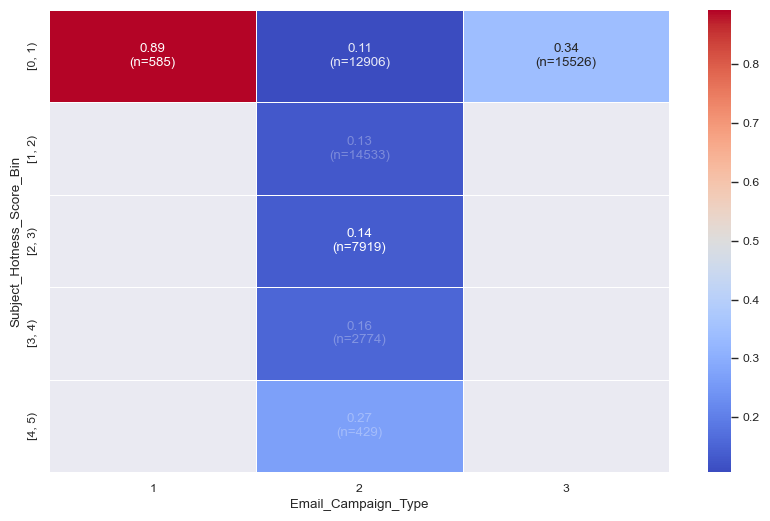 [0, 1)
0.89
(n=585)
0.11
(n=12906)
0.34
(n=15526)
[1, 2)
0.13
(n=14533)
[2, 3)
0.14
(n=7919)
[3, 4)
0.16
(n=2774)
[4, 5)
0.27
(n=429)
Subject_Hotness_Score_Bin
1
2
3
Email_Campaign_Type
0.8
0.7
0.6
0.5
0.4
0.3
0.2